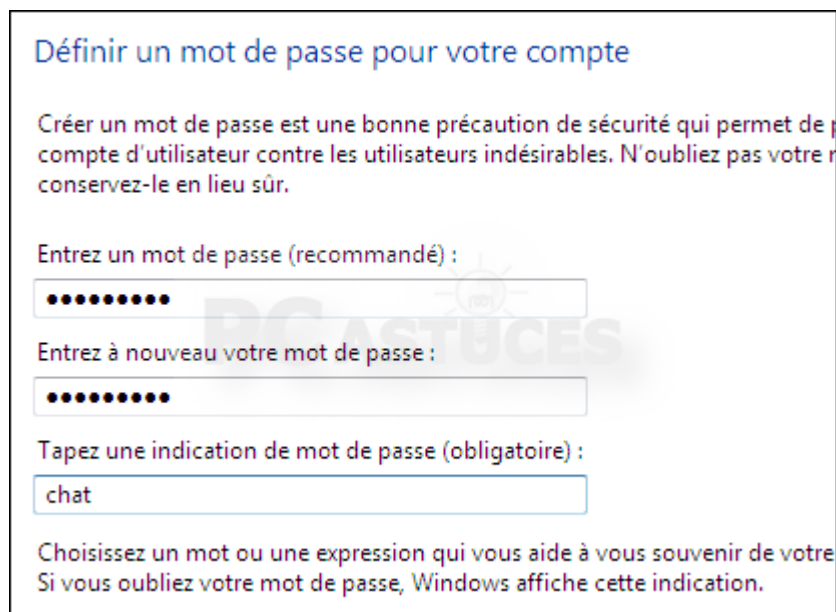 Définir un mot de passe pour votre compte
Créer un mot de passe est une bonne précaution de sécurité qui permet de
compte d'utilisateur contre les utilisateurs indésirables. N'oubliez pas votre
conservez-le en lieu sûr.
Entrez un mot de passe (recommandé) :
•••••••••
PC ASTUCES
Entrez à nouveau votre mot de passe :
•••••••••
Tapez une indication de mot de passe (obligatoire) :
chat
Choisissez un mot ou une expression qui vous aide à vous souvenir de votre
Si vous oubliez votre mot de passe, Windows affiche cette indication.